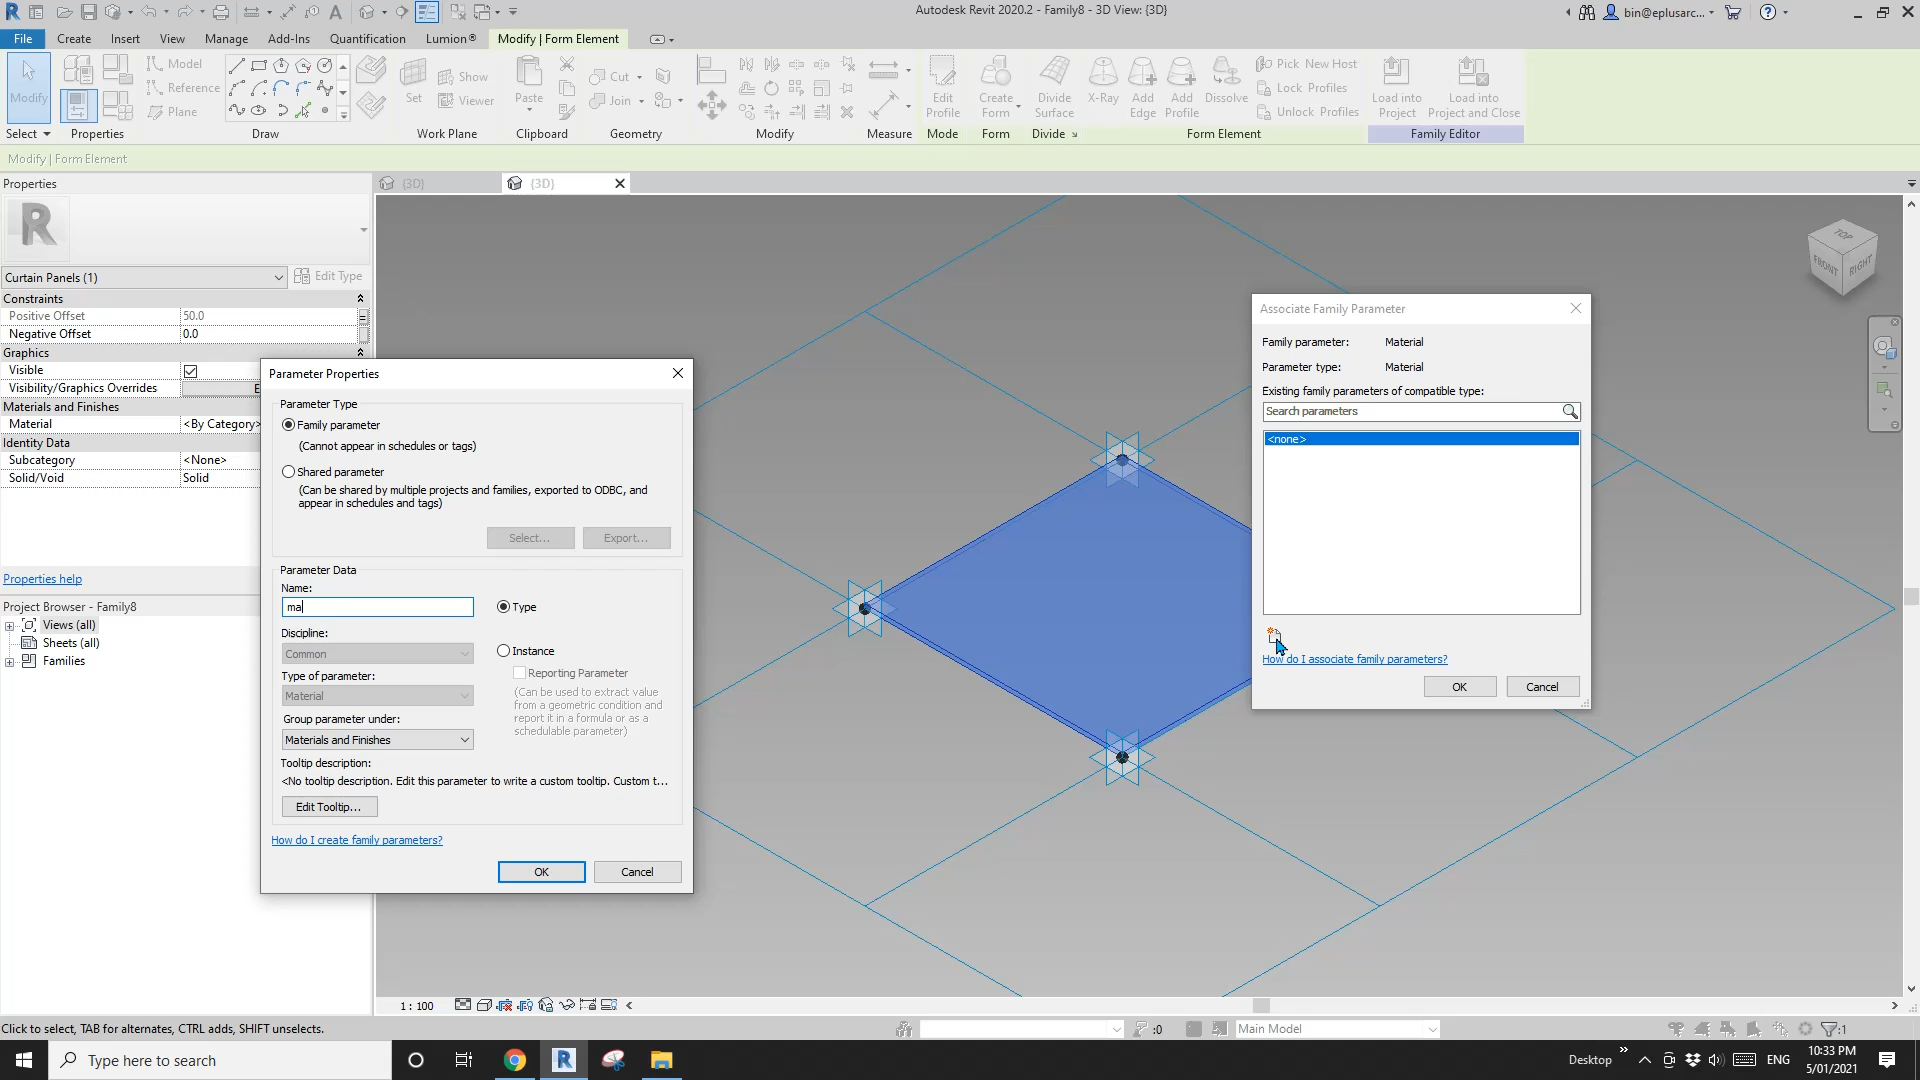 Autodesk Revit 2020.2 - Family8 - 3D View: {3D}
bin@eplusarc...
File
Create
Insert
View
Manage
Add-Ins
Quantification
Lumion®
Modify | Form Element
Modify
Model
Reference
Plane
Set
Show
Viewer
Paste
Cut
Join
Edit Profile
Create Form
Divide Surface
X-Ray
Add Edge
Add Profile
Dissolve
Pick New Host
Lock Profiles
Unlock Profiles
Load into Project
Load into Project and Close
Select
Properties
Draw
Work Plane
Clipboard
Geometry
Modify
Measure
Mode
Form
Divide
Form Element
Family Editor
Modify | Form Element
Properties
{3D}
{3D}
R
Curtain Panels (1)
Edit Type
Constraints
Positive Offset 50.0
Negative Offset 0.0
Graphics
Visible
Visibility/Graphics Overrides E
Materials and Finishes
Material <By Category>
Identity Data
Subcategory <None>
Solid/Void Solid
Properties help
Project Browser - Family8
Views (all)
Sheets (all)
Families
Parameter Properties
Parameter Type
Family parameter
(Cannot appear in schedules or tags)
Shared parameter
(Can be shared by multiple projects and families, exported to ODBC, and
appear in schedules and tags)
Select...
Export...
Parameter Data
Name:
ma
Type
Discipline:
Common
Instance
Type of parameter:
Reporting Parameter
Material
(Can be used to extract value
from a geometric condition and
report it in a formula or as a
schedulable parameter)
Group parameter under:
Materials and Finishes
Tooltip description:
<No tooltip description. Edit this parameter to write a custom tooltip. Custom t...
Edit Tooltip...
How do I create family parameters?
OK
Cancel
Associate Family Parameter
Family parameter: Material
Parameter type: Material
Existing family parameters of compatible type:
Search parameters
<none>
How do I associate family parameters?
OK
Cancel
TOP
FRONT
RIGHT
1 : 100
Click to select, TAB for alternates, CTRL adds, SHIFT unselects.
:0
Main Model
:1
Type here to search
Desktop
ENG
10:33 PM
5/01/2021